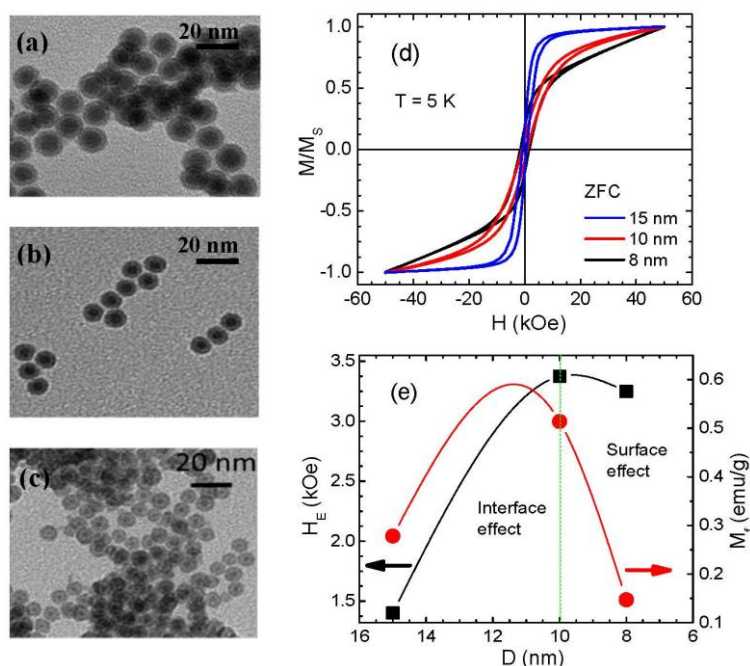 (a)
20 nm
(b)
20 nm
(c)
20 nm
(d)
T = 5 K
ZFC
15 nm
10 nm
8 nm
1.0
0.5
0.0
-0.5
-1.0
M/M_S
-60 -40 -20 0 20 40 60
H (kOe)
(e)
Interface
effect
Surface
effect
3.5
3.0
2.5
2.0
1.5
H_E (kOe)
0.6
0.5
0.4
0.3
0.2
0.1
M_f (emu/g)
16 14 12 10 8 6
D (nm)